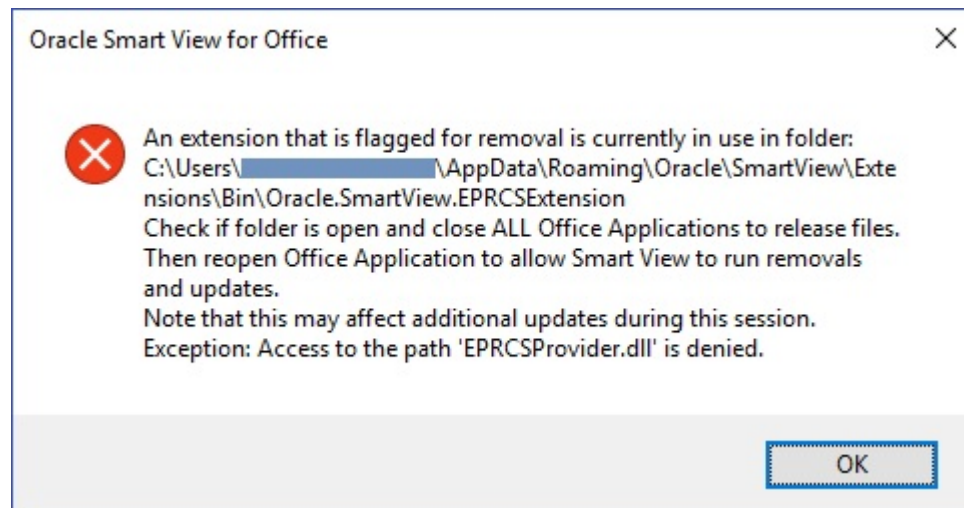 Oracle Smart View for Office
An extension that is flagged for removal is currently in use in folder:
C:\Users\ \AppData\Roaming\Oracle\SmartView\Exte
nsions\Bin\Oracle.SmartView.EPRCSExtension
Check if folder is open and close ALL Office Applications to release files.
Then reopen Office Application to allow Smart View to run removals
and updates.
Note that this may affect additional updates during this session.
Exception: Access to the path 'EPRCSProvider.dll' is denied.
OK